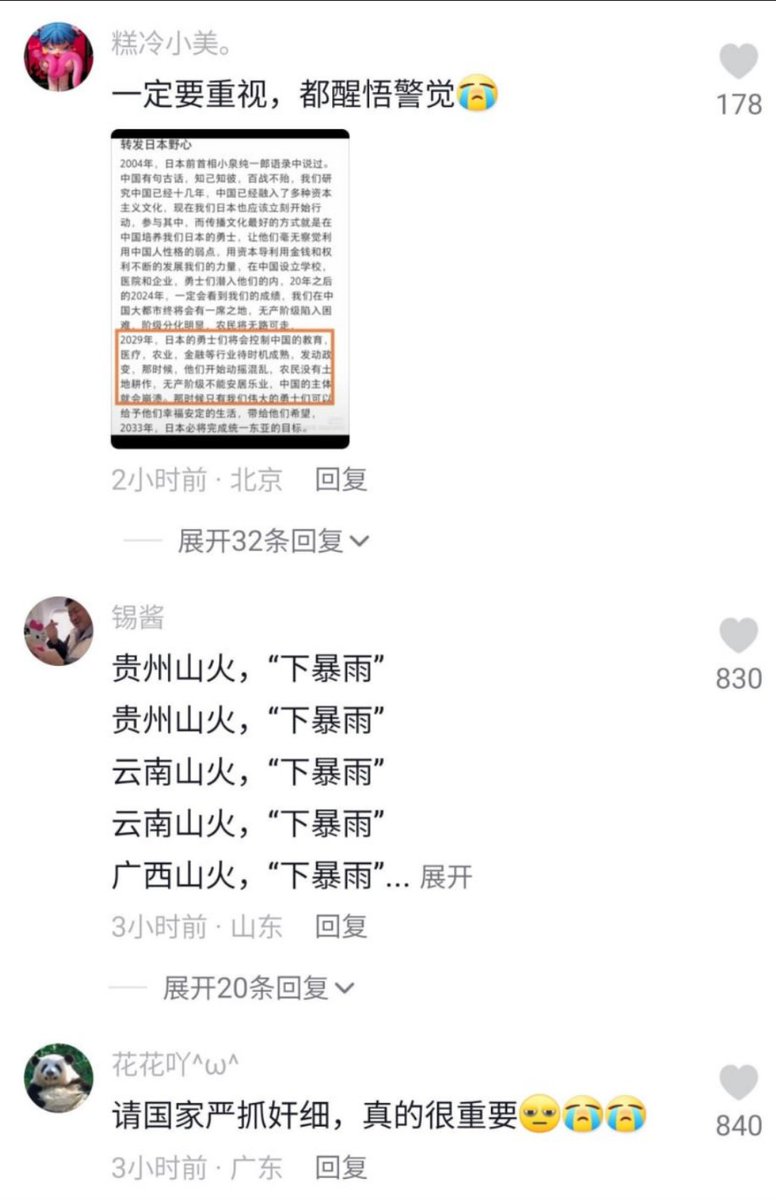 糕冷小美。
一定要重视，都醒悟警觉😭
178
转发日本野心
2004年，日本前首相小泉纯一郎语录中说过。
中国有句古话，知己知彼，百战不殆，我们研
究中国已经十几年，中国已经融入了多种资本
主义文化，现在我们日本也应该立刻开始行
动，参与其中，而传播文化最好的方式就是在
中国培养我们日本的勇士，让他们毫无察觉利
用中国人性格的弱点，用资本导利用金钱和权
利不断的发展我们的力量，在中国设立学校，
医院和企业，勇士们潜入他们的内，20年之后
的2024年，一定会看到我们的成绩，我们在中
国大都市终将会有一席之地，无产阶级陷入困
难，阶级分化明显，农民将无路可走，
2029年，日本的勇士们将会控制中国的教育，
医疗，农业，金融等行业待时机成熟，发动政
变，那时候，他们开始动摇混乱，农民没有土
地耕作，无产阶级不能安居乐业，中国的主体
就会崩溃。那时候只有我们伟大的勇士们可以
给予他们幸福安定的生活，带给他们希望，
2033年，日本必将完成统一东亚的目标。
2小时前 · 北京 回复
展开32条回复
锡酱
贵州山火，“下暴雨”
830
贵州山火，“下暴雨”
云南山火，“下暴雨”
云南山火，“下暴雨”
广西山火，“下暴雨”... 展开
3小时前 · 山东 回复
展开20条回复
花花吖^ω^
请国家严抓奸细，真的很重要😑😭😭
840
3小时前 · 广东 回复